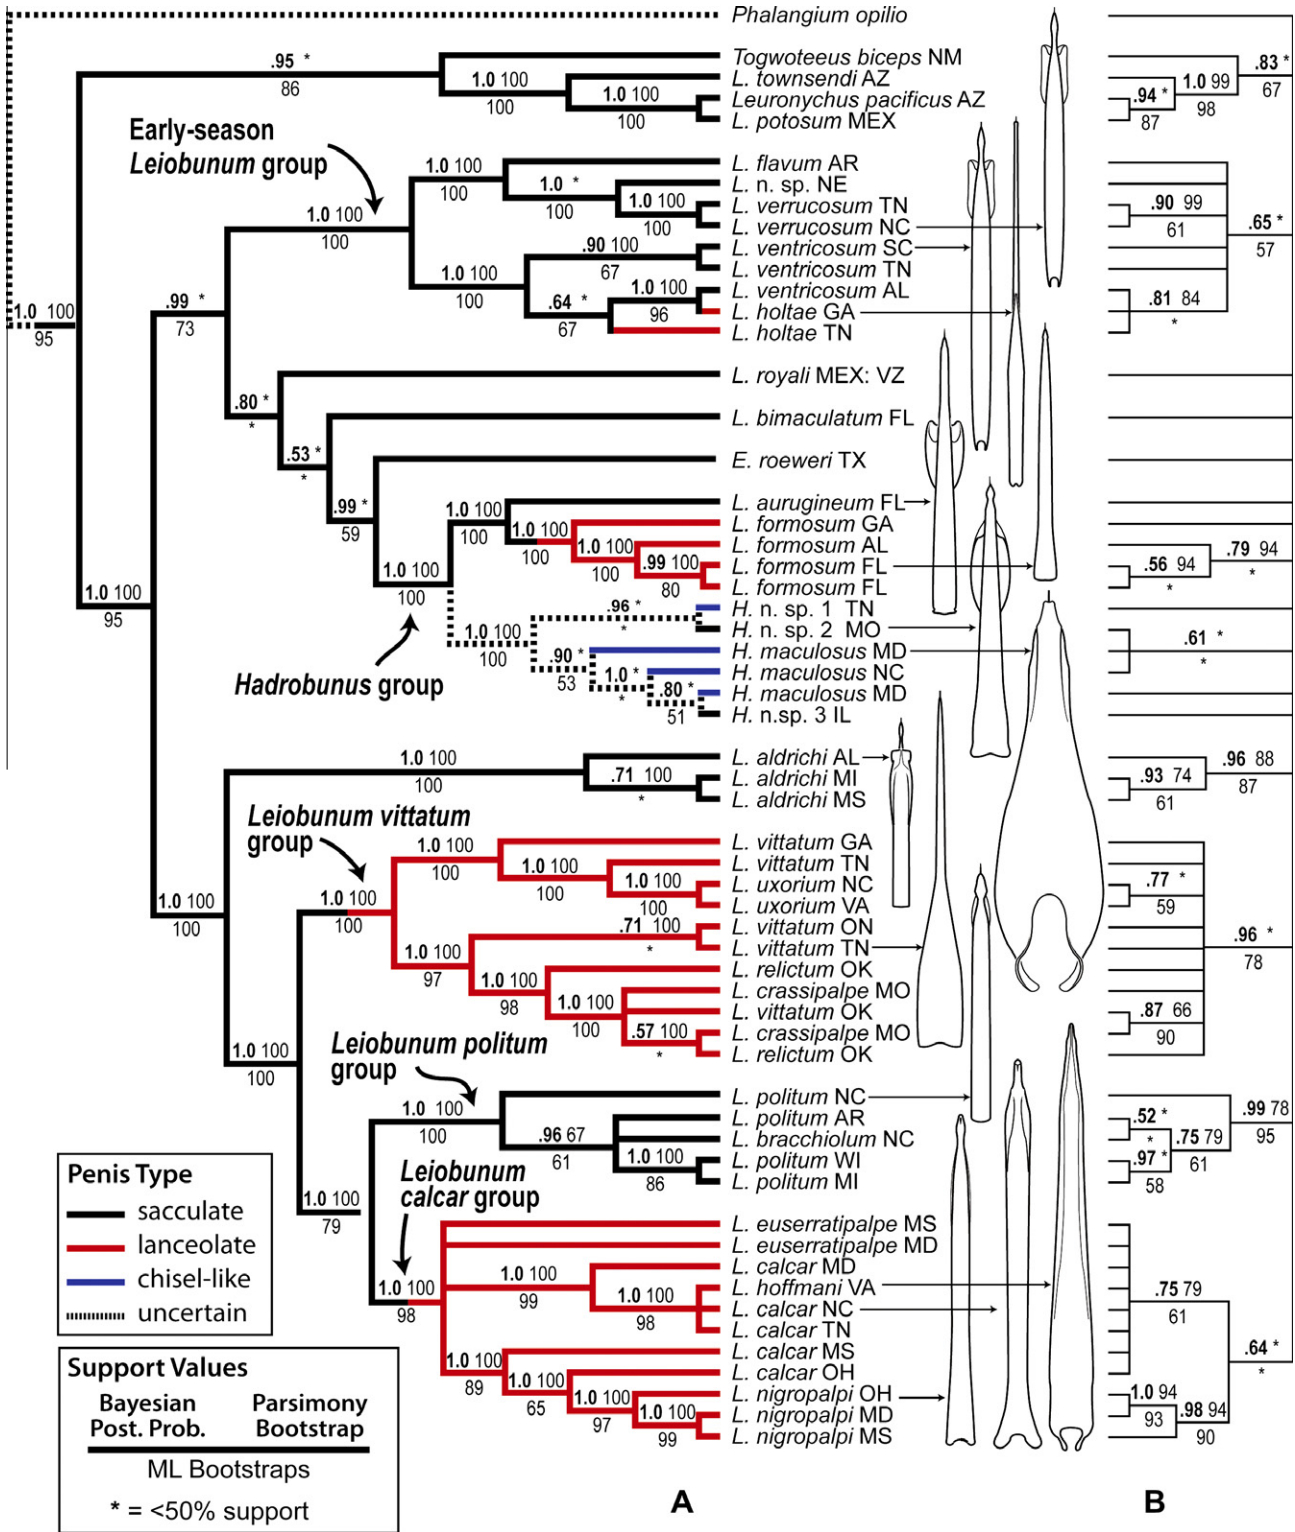 Phalangium opilio
Togwoteeus biceps NM
L. townsendi AZ
Leuronychus pacificus AZ
L. potosum MEX
L. flavum AR
L. n. sp. NE
L. verrucosum TN
L. verrucosum NC
L. ventricosum SC
L. ventricosum TN
L. ventricosum AL
L. holtae GA
L. holtae TN
L. royali MEX: VZ
L. bimaculatum FL
E. roeweri TX
L. aurugineum FL
L. formosum GA
L. formosum AL
L. formosum FL
L. formosum FL
H. n. sp. 1 TN
H. n. sp. 2 MO
H. maculosus MD
H. maculosus NC
H. maculosus MD
H. n.sp. 3 IL
L. aldrichi AL
L. aldrichi MI
L. aldrichi MS
L. vittatum GA
L. vittatum TN
L. uxorium NC
L. uxorium VA
L. vittatum ON
L. vittatum TN
L. relictum OK
L. crassipalpe MO
L. vittatum OK
L. crassipalpe MO
L. relictum OK
L. politum NC
L. politum AR
L. bracchiolum NC
L. politum WI
L. politum MI
L. euserratipalpe MS
L. euserratipalpe MD
L. calcar MD
L. hoffmani VA
L. calcar NC
L. calcar TN
L. calcar MS
L. calcar OH
L. nigropalpi OH
L. nigropalpi MD
L. nigropalpi MS
Early-season
Leiobunum group
Hadrobunus group
Leiobunum vittatum
group
Leiobunum politum
group
Leiobunum
calcar group
1.0 100
95
.95 *
86
1.0 100
100
1.0 100
100
1.0 100
95
.99 *
73
1.0 100
100
1.0 100
100
1.0 *
100
1.0 100
100
1.0 100
100
.90 100
67
.64 *
67
1.0 100
96
.80 *
*
.53 *
*
.99 *
59
1.0 100
100
1.0 100
100
1.0 100
100
1.0 100
100
.99 100
80
1.0 100
100
.96 *
*
.90 *
53
1.0 *
*
.80 *
51
1.0 100
100
1.0 100
100
.71 100
*
1.0 100
100
1.0 100
100
1.0 100
100
1.0 100
100
1.0 100
100
1.0 100
97
.71 100
*
1.0 100
98
1.0 100
100
.57 100
*
1.0 100
79
1.0 100
100
.96 67
61
1.0 100
86
1.0 100
98
1.0 100
99
1.0 100
98
1.0 100
89
1.0 100
65
1.0 100
97
1.0 100
99
.83 *
67
1.0 99
98
.94 *
87
.90 99
61
.65 *
57
.81 84
*
.79 94
*
.56 94
*
.61 *
*
.96 88
87
.93 74
61
.77 *
59
.96 *
78
.87 66
90
.99 78
95
.52 *
*
.75 79
61
.97 *
58
.75 79
61
.64 *
*
1.0 94
93
.98 94
90
Penis Type
sacculate
lanceolate
chisel-like
uncertain
Support Values
Bayesian Parsimony
Post. Prob. Bootstrap
ML Bootstraps
* = <50% support
A
B